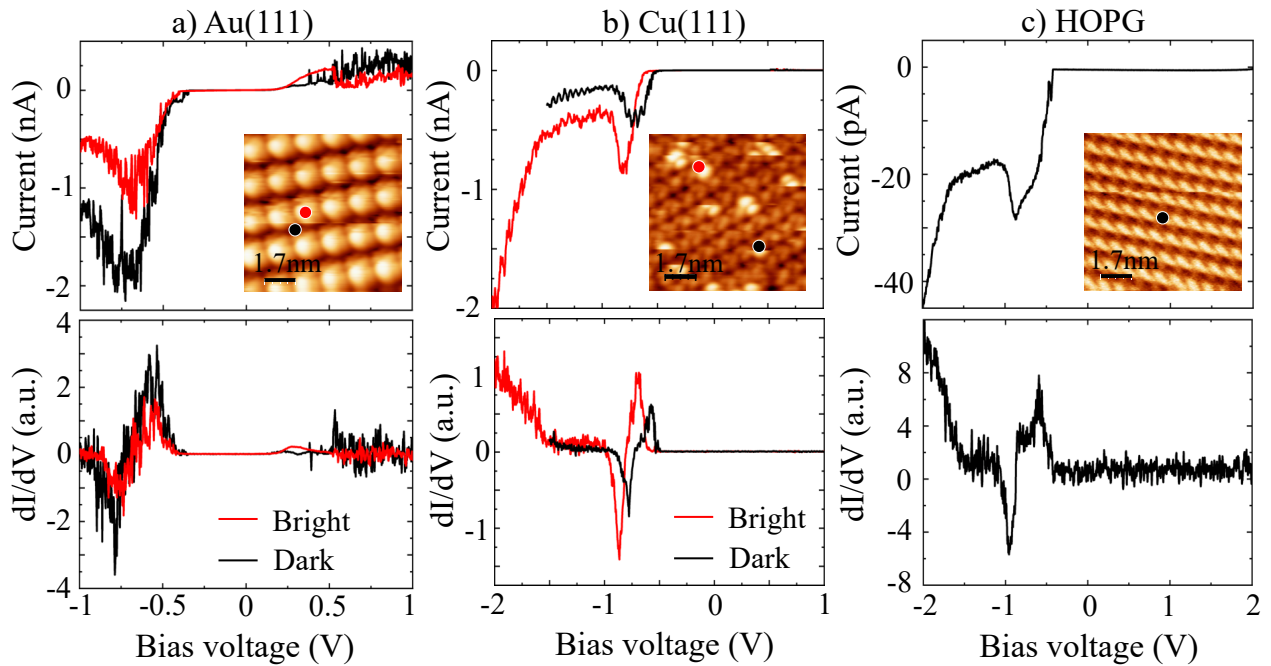 a) Au(111)
b) Cu(111)
c) HOPG
Current (nA)
0
-1
-2
1.7nm
Current (nA)
0
-1
-2
1.7nm
Current (pA)
0
-20
-40
1.7nm
dI/dV (a.u.)
4
2
0
-2
-4
Bright
Dark
-1
-0.5
0
0.5
1
Bias voltage (V)
dI/dV (a.u.)
1
0
-1
Bright
Dark
-2
-1
0
1
Bias voltage (V)
dI/dV (a.u.)
8
4
0
-4
-8
-2
-1
0
1
2
Bias voltage (V)